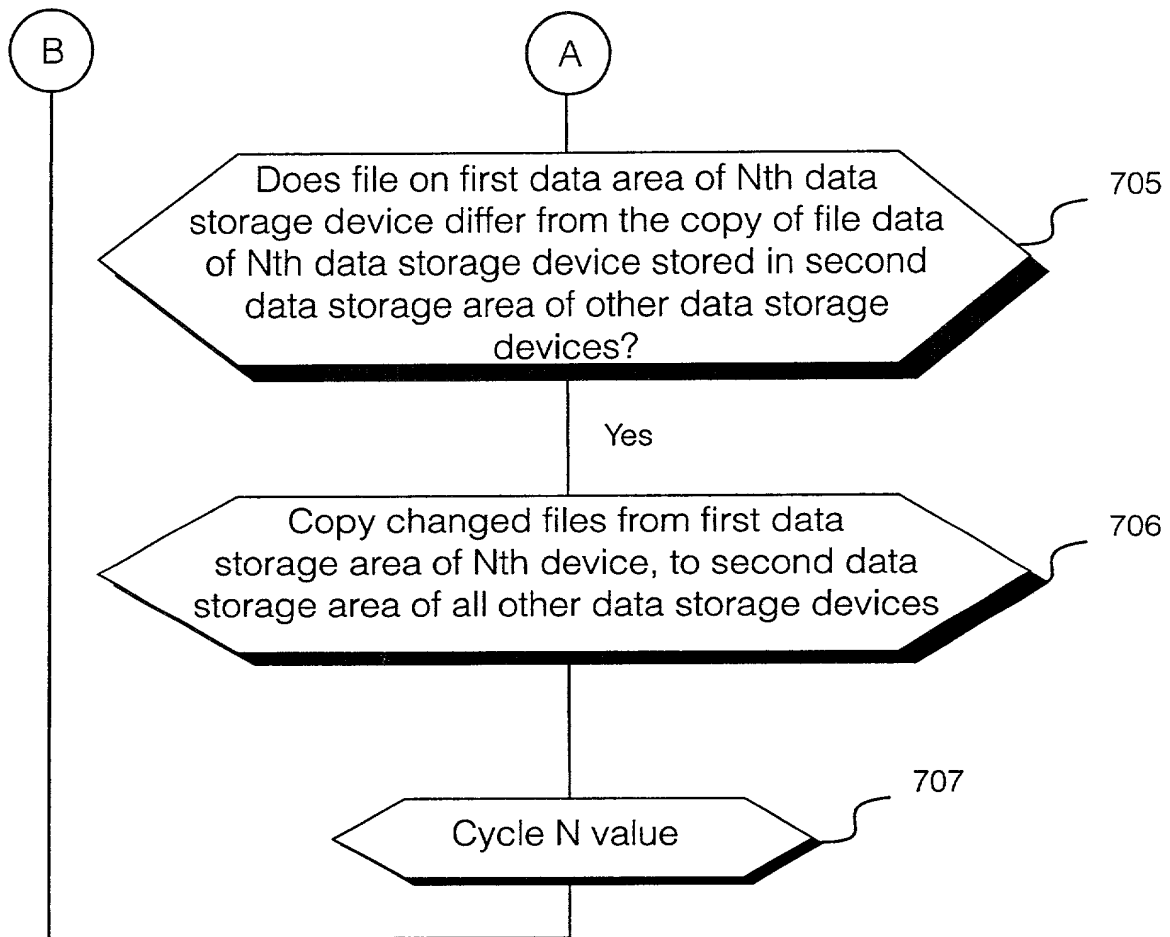 B
A
Does file on first data area of Nth data
storage device differ from the copy of file data
of Nth data storage device stored in second
data storage area of other data storage
devices?
705
Yes
Copy changed files from first data
storage area of Nth device, to second data
storage area of all other data storage devices
706
707
Cycle N value